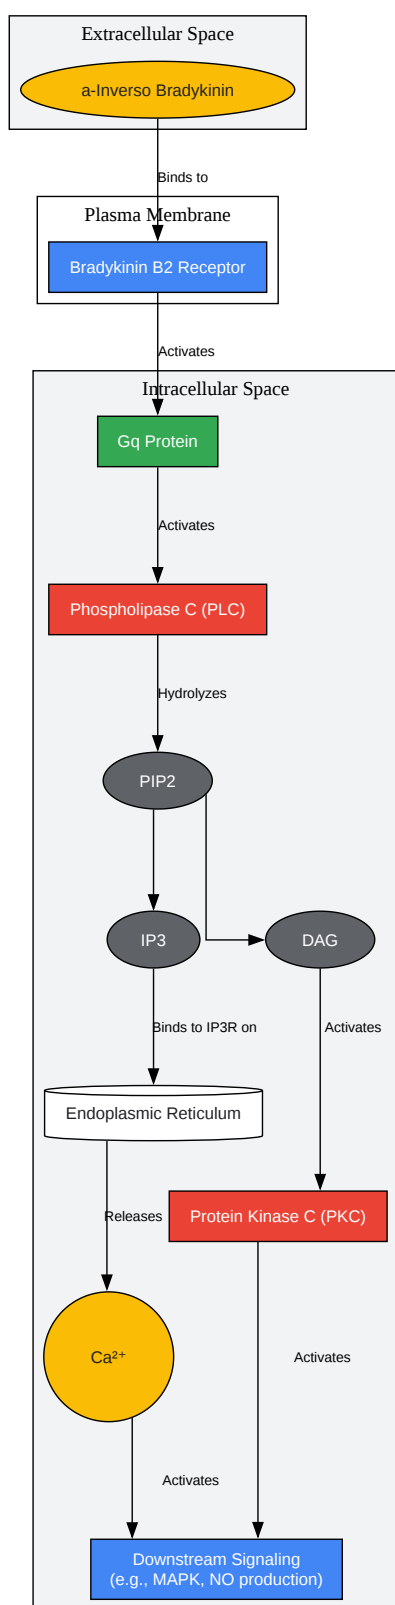 Extracellular Space
a-Inverso Bradykinin
Binds to
Plasma Membrane
Bradykinin B2 Receptor
Activates
Intracellular Space
Gq Protein
Activates
Phospholipase C (PLC)
Hydrolyzes
PIP2
IP3
DAG
Binds to IP3R on
Activates
Endoplasmic Reticulum
Releases
Protein Kinase C (PKC)
Ca²⁺
Activates
Activates
Downstream Signaling
(e.g., MAPK, NO production)